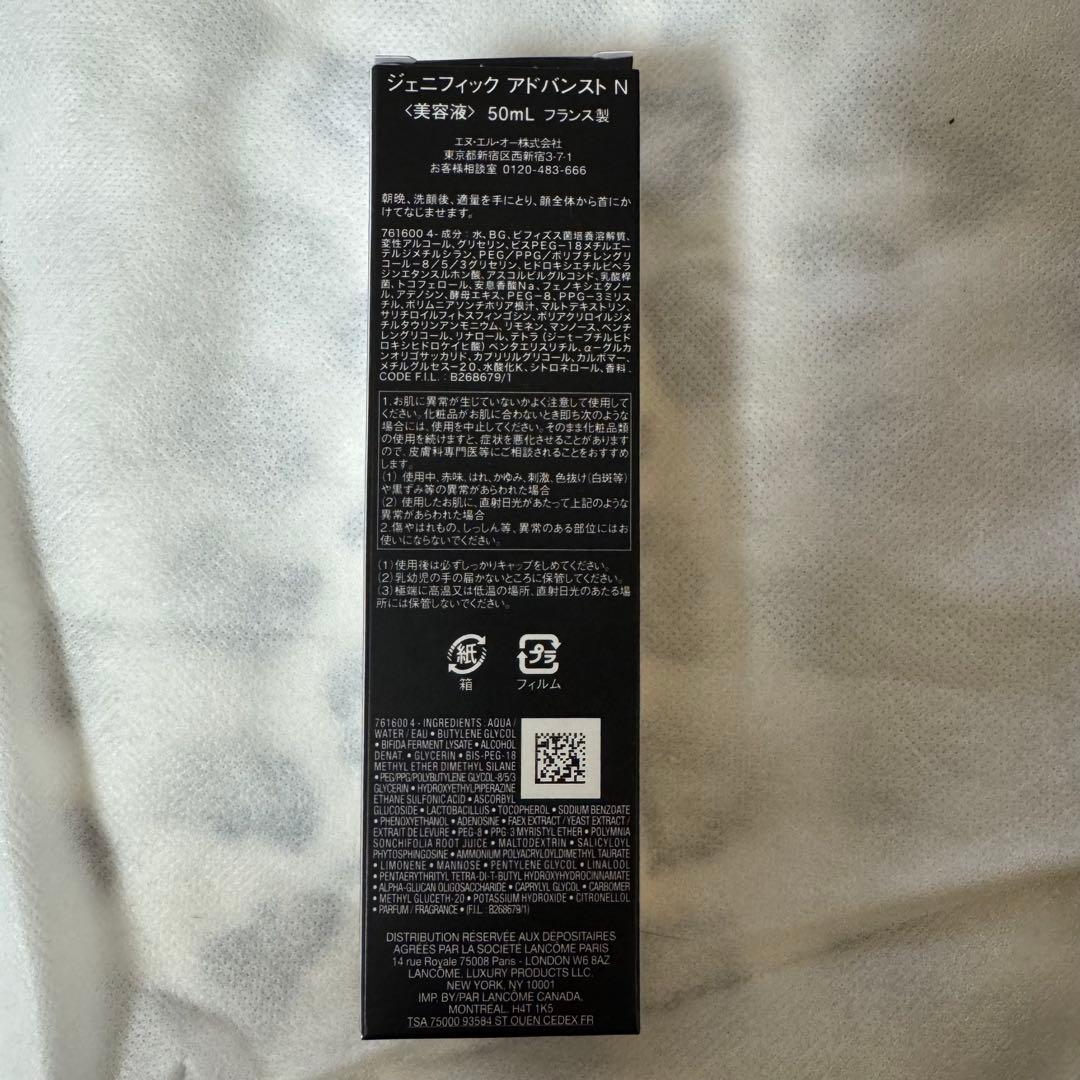 ジェニフィック アドバンスト N
〈美容液〉 50mL フランス製
エヌ・エル・オー株式会社
東京都新宿区西新宿3-7-1
お客様相談室 0120-483-666
朝晩、洗顔後、適量を手にとり、顔全体から首にか
けてなじませます。
761600 4- 成分 : 水、BG、ビフィズス菌培養溶解質、
変性アルコール、グリセリン、ビスPEG-18メチルエー
テルジメチルシラン、PEG/PPG/ポリブチレングリ
コール-8/5/3グリセリン、ヒドロキシエチルピペラ
ジンエタンスルホン酸、アスコルビルグルコシド、乳酸桿
菌、トコフェロール、安息香酸Na、フェノキシエタノー
ル、アデノシン、酵母エキス、PEG-8、PPG-3ミリス
チル、ポリムニアソンチホリア根汁、マルトデキストリン、
サリチロイルフィトスフィンゴシン、ポリアクリロイルジメ
チルタウリンアンモニウム、リモネン、マンノース、ペンチ
レングリコール、リナロール、テトラ(ジ-t-ブチルヒド
ロキシヒドロケイヒ酸)ペンタエリスリチル、α-グルカ
ンオリゴサッカリド、カプリリルグリコール、カルボマー、
メチルグルセス-20、水酸化K、シトロネロール、香料.
CODE F.I.L. : B268679/1
1.お肌に異常が生じていないかよく注意して使用して
ください。化粧品がお肌に合わないとき即ち次のような
場合には、使用を中止してください。そのまま化粧品類
の使用を続けますと、症状を悪化させることがあります
ので、皮膚科専門医等にご相談されることをおすすめ
します。
(1) 使用中、赤味、はれ、かゆみ、刺激、色抜け(白斑等)
や黒ずみ等の異常があらわれた場合
(2) 使用したお肌に、直射日光があたって上記のような
異常があらわれた場合
2.傷やはれもの、しっしん等、異常のある部位にはお
使いにならないでください。
(1)使用後は必ずしっかりキャップをしめてください。
(2)乳幼児の手の届かないところに保管してください。
(3)極端に高温又は低温の場所、直射日光のあたる場
所には保管しないでください。
紙 プラ
箱 フィルム
761600 4 - INGREDIENTS : AQUA /
WATER / EAU • BUTYLENE GLYCOL
• BIFIDA FERMENT LYSATE • ALCOHOL
DENAT. • GLYCERIN • BIS-PEG-18
METHYL ETHER DIMETHYL SILANE
• PEG/PPG/POLYBUTYLENE GLYCOL-8/5/3
GLYCERIN • HYDROXYETHYLPIPERAZINE
ETHANE SULFONIC ACID • ASCORBYL
GLUCOSIDE • LACTOBACILLUS • TOCOPHEROL • SODIUM BENZOATE
• PHENOXYETHANOL • ADENOSINE • FAEX EXTRACT / YEAST EXTRACT /
EXTRAIT DE LEVURE • PEG-8 • PPG-3 MYRISTYL ETHER • POLYMNIA
SONCHIFOLIA ROOT JUICE • MALTODEXTRIN • SALICYLOYL
PHYTOSPHINGOSINE • AMMONIUM POLYACRYLOYLDIMETHYL TAURATE
• LIMONENE • MANNOSE • PENTYLENE GLYCOL • LINALOOL
• PENTAERYTHRITYL TETRA-DI-T-BUTYL HYDROXYHYDROCINNAMATE
• ALPHA-GLUCAN OLIGOSACCHARIDE • CAPRYLYL GLYCOL • CARBOMER
• METHYL GLUCETH-20 • POTASSIUM HYDROXIDE • CITRONELLOL
• PARFUM / FRAGRANCE • (F.I.L. : B268679/1)
DISTRIBUTION RÉSERVÉE AUX DÉPOSITAIRES
AGRÉÉS PAR LA SOCIÉTÉ LANCÔME PARIS
14 rue Royale 75008 Paris - LONDON W6 8AZ
LANCÔME, LUXURY PRODUCTS LLC,
NEW YORK, NY 10001
IMP. BY/PAR LANCÔME CANADA,
MONTREAL. H4T 1K5
TSA 75000 93584 ST OUEN CEDEX FR